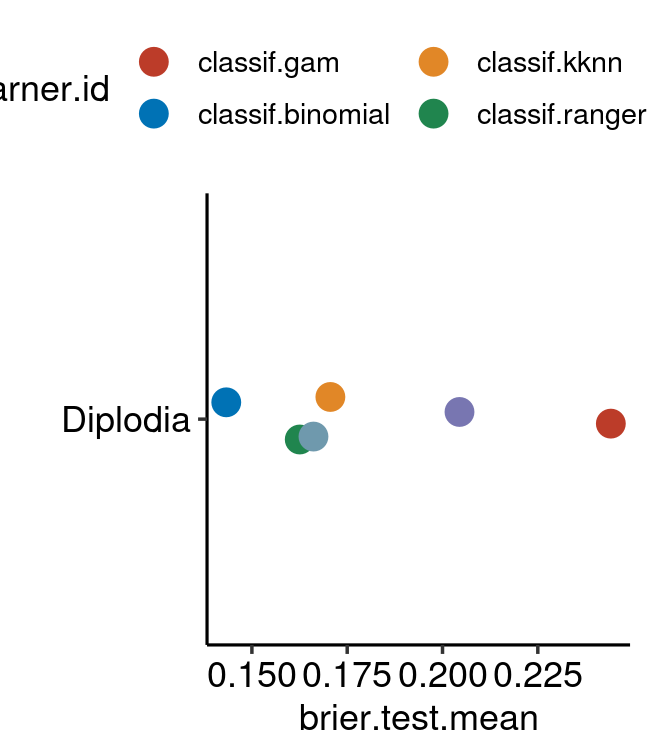 arner.id
classif.gam
classif.kknn
classif.binomial
classif.ranger
Diplodia
0.150 0.175 0.200 0.225
brier.test.mean